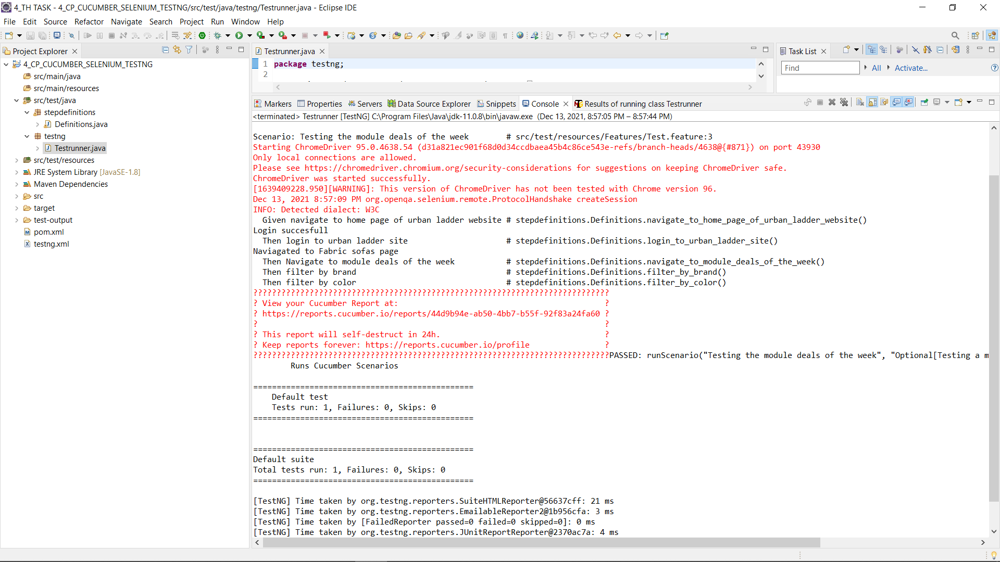 4_TH TASK - 4_CP_CUCUMBER_SELENIUM_TESTNG/src/test/java/testng/Testrunner.java - Eclipse IDE
File Edit Source Refactor Navigate Search Project Run Window Help
Project Explorer
4_CP_CUCUMBER_SELENIUM_TESTNG
src/main/java
src/main/resources
src/test/java
stepdefinitions
Definitions.java
testng
Testrunner.java
src/test/resources
JRE System Library [JavaSE-1.8]
Maven Dependencies
src
target
test-output
pom.xml
testng.xml
Testrunner.java
1 package testng;
2
Task List
Find All Activate...
Markers Properties Servers Data Source Explorer Snippets Console Results of running class Testrunner
<terminated> Testrunner [TestNG] C:\Program Files\Java\jdk-11.0.8\bin\javaw.exe (Dec 13, 2021, 8:57:05 PM – 8:57:44 PM)
Scenario: Testing the module deals of the week # src/test/resources/Features/Test.feature:3
Starting ChromeDriver 95.0.4638.54 (d31a821ec901f68d0d34ccdbaea45b4c86ce543e-refs/branch-heads/4638@{#871}) on port 43930
Only local connections are allowed.
Please see https://chromedriver.chromium.org/security-considerations for suggestions on keeping ChromeDriver safe.
ChromeDriver was started successfully.
[1639409228.950][WARNING]: This version of ChromeDriver has not been tested with Chrome version 96.
Dec 13, 2021 8:57:09 PM org.openqa.selenium.remote.ProtocolHandshake createSession
INFO: Detected dialect: W3C
Given navigate to home page of urban ladder website # stepdefinitions.Definitions.navigate_to_home_page_of_urban_ladder_website()
Login succesfull
Then login to urban ladder site # stepdefinitions.Definitions.login_to_urban_ladder_site()
Naviagated to Fabric sofas page
Then Navigate to module deals of the week # stepdefinitions.Definitions.navigate_to_module_deals_of_the_week()
Then filter by brand # stepdefinitions.Definitions.filter_by_brand()
Then filter by color # stepdefinitions.Definitions.filter_by_color()
????????????????????????????????????????????????????????????????????????????
? View your Cucumber Report at: ?
? https://reports.cucumber.io/reports/44d9b94e-ab50-4bb7-b55f-92f83a24fa60 ?
? ?
? This report will self-destruct in 24h. ?
? Keep reports forever: https://reports.cucumber.io/profile ?
????????????????????????????????????????????????????????????????????????????PASSED: runScenario("Testing the module deals of the week", "Optional[Testing a m
Runs Cucumber Scenarios
===============================================
Default test
Tests run: 1, Failures: 0, Skips: 0
===============================================
===============================================
Default suite
Total tests run: 1, Failures: 0, Skips: 0
===============================================
[TestNG] Time taken by org.testng.reporters.SuiteHTMLReporter@56637cff: 21 ms
[TestNG] Time taken by org.testng.reporters.EmailableReporter2@1b956cfa: 3 ms
[TestNG] Time taken by [FailedReporter passed=0 failed=0 skipped=0]: 0 ms
[TestNG] Time taken by org.testng.reporters.JUnitReportReporter@2370ac7a: 4 ms